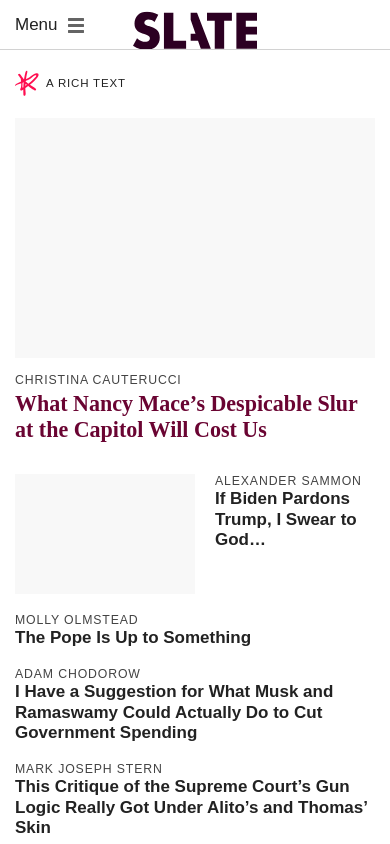 Menu
SLATE
A RICH TEXT
CHRISTINA CAUTERUCCI
What Nancy Mace’s Despicable Slur
at the Capitol Will Cost Us
ALEXANDER SAMMON
If Biden Pardons
Trump, I Swear to
God…
MOLLY OLMSTEAD
The Pope Is Up to Something
ADAM CHODOROW
I Have a Suggestion for What Musk and
Ramaswamy Could Actually Do to Cut
Government Spending
MARK JOSEPH STERN
This Critique of the Supreme Court’s Gun
Logic Really Got Under Alito’s and Thomas’
Skin